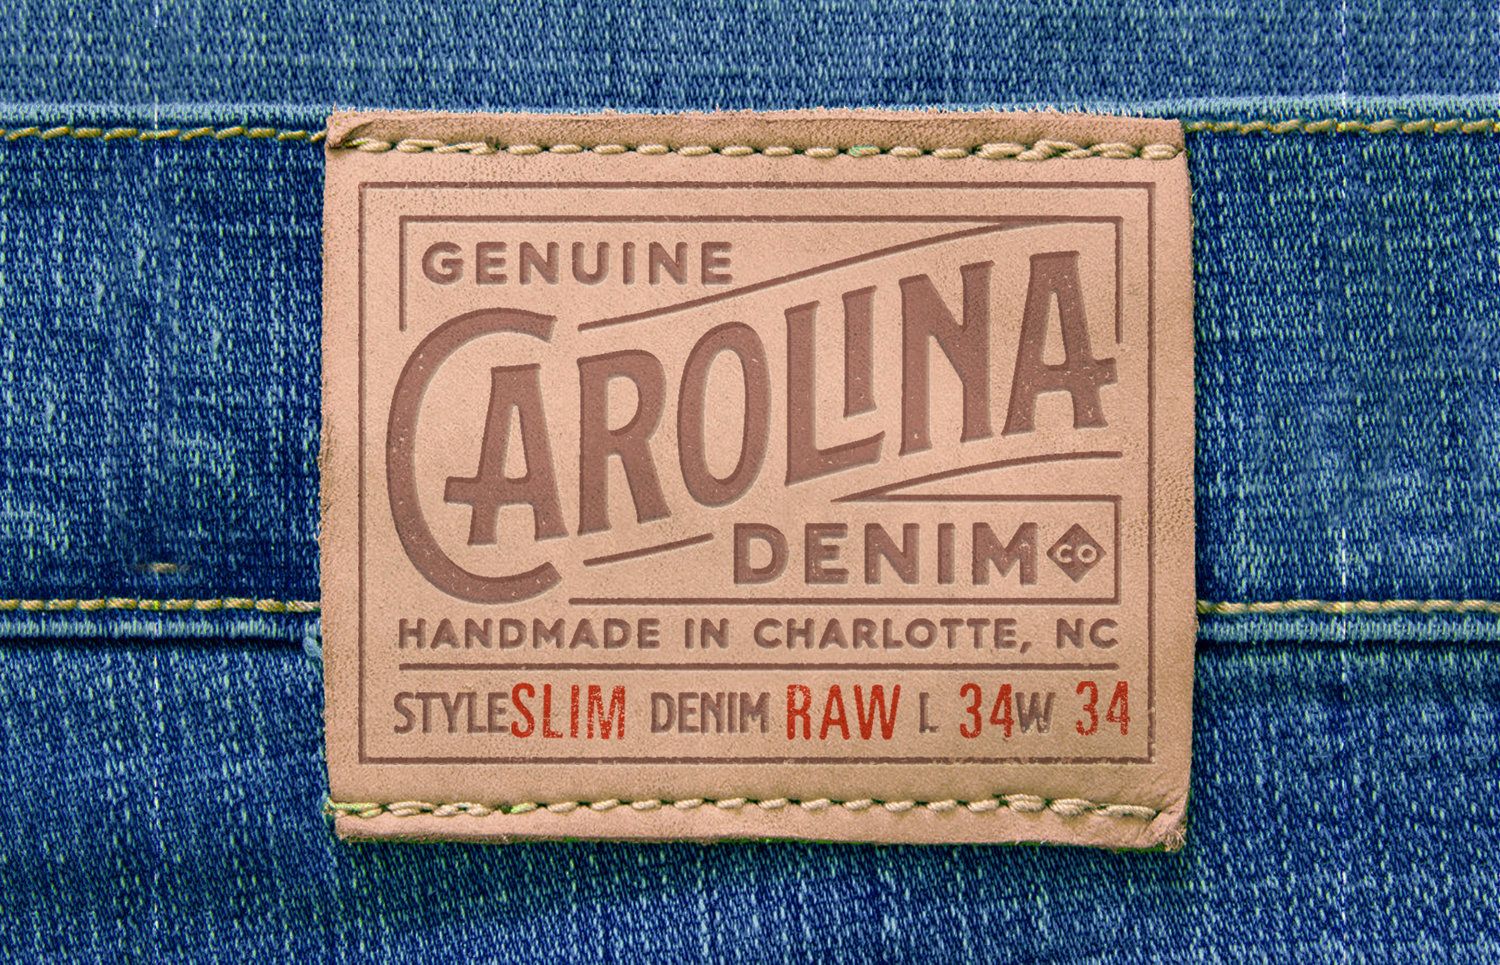 GENUINE
CAROLINA
DENIM CO
HANDMADE IN CHARLOTTE, NC
STYLE SLIM DENIM RAW L 34 W 34